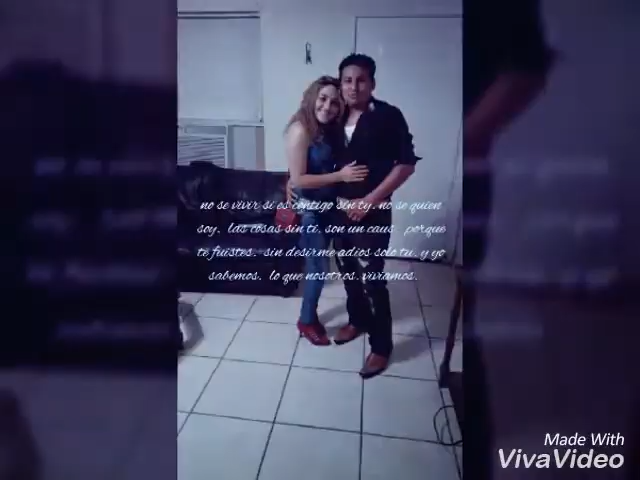 no se vivir si es contigo sin ty. no se quien
soy. las cosas sin ti. son un caus porque
te fuistes. sin desirme adios solo tu. y yo
sabemos. lo que nosotros. viviamos.
Made With
VivaVideo